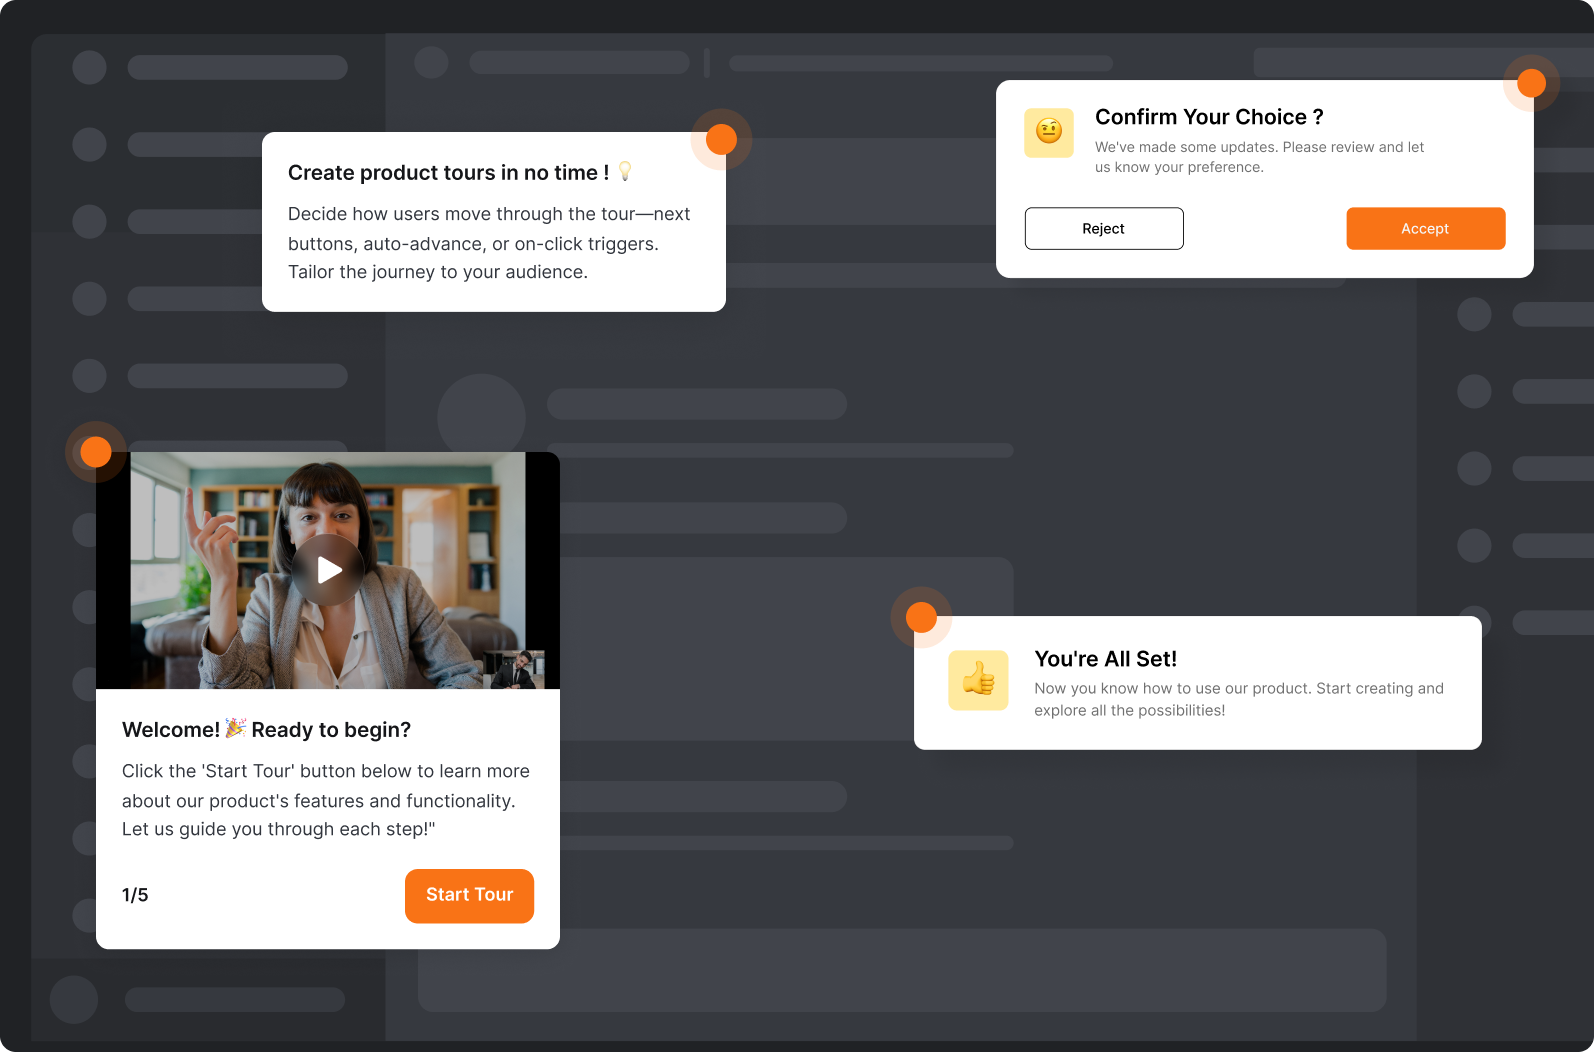 Create product tours in no time ! 💡
Decide how users move through the tour—next
buttons, auto-advance, or on-click triggers.
Tailor the journey to your audience.
Confirm Your Choice ?
We've made some updates. Please review and let
us know your preference.
Reject
Accept
Welcome! 🎉 Ready to begin?
Click the 'Start Tour' button below to learn more
about our product's features and functionality.
Let us guide you through each step!"
1/5
Start Tour
You're All Set!
Now you know how to use our product. Start creating and
explore all the possibilities!